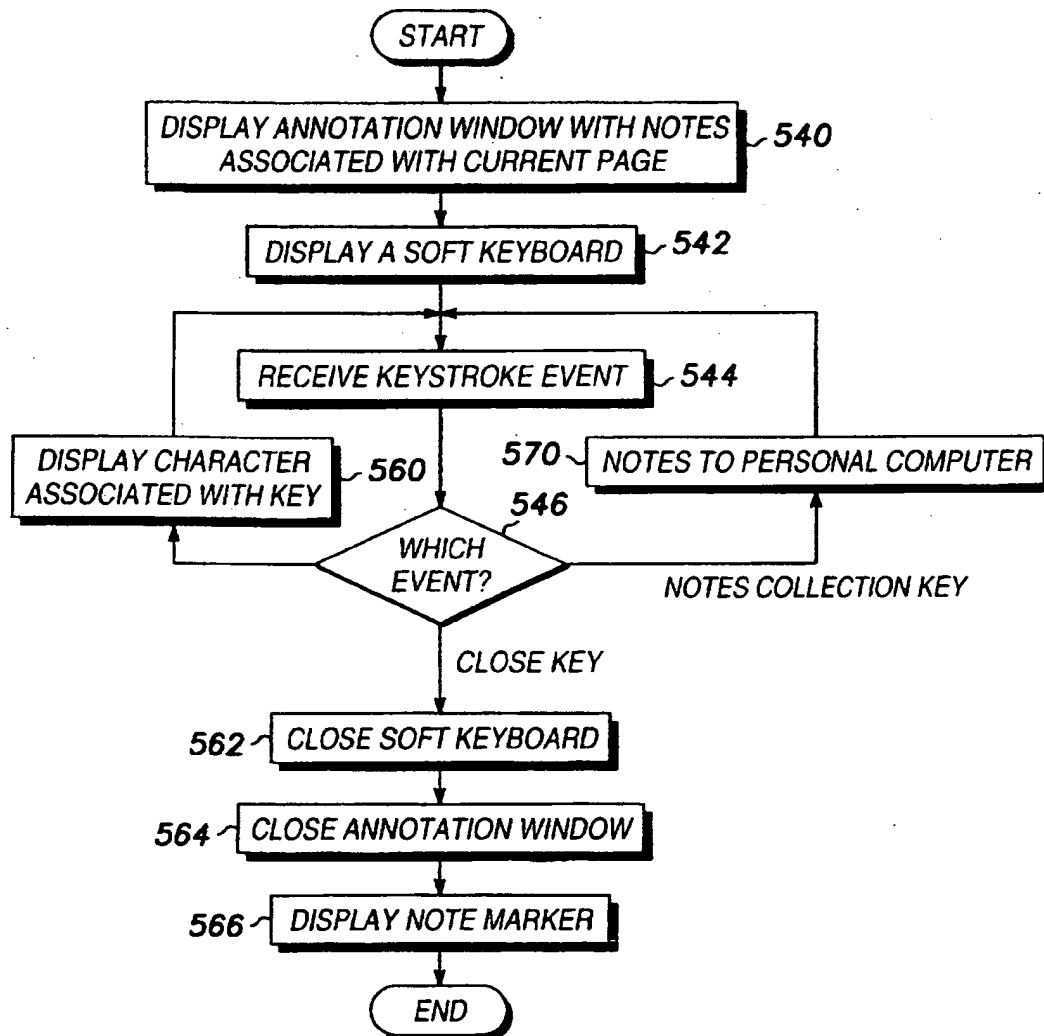 START
DISPLAY ANNOTATION WINDOW WITH NOTES
ASSOCIATED WITH CURRENT PAGE
540
DISPLAY A SOFT KEYBOARD
542
RECEIVE KEYSTROKE EVENT
544
DISPLAY CHARACTER
ASSOCIATED WITH KEY
560
570
NOTES TO PERSONAL COMPUTER
546
WHICH
EVENT?
NOTES COLLECTION KEY
CLOSE KEY
562
CLOSE SOFT KEYBOARD
564
CLOSE ANNOTATION WINDOW
566
DISPLAY NOTE MARKER
END